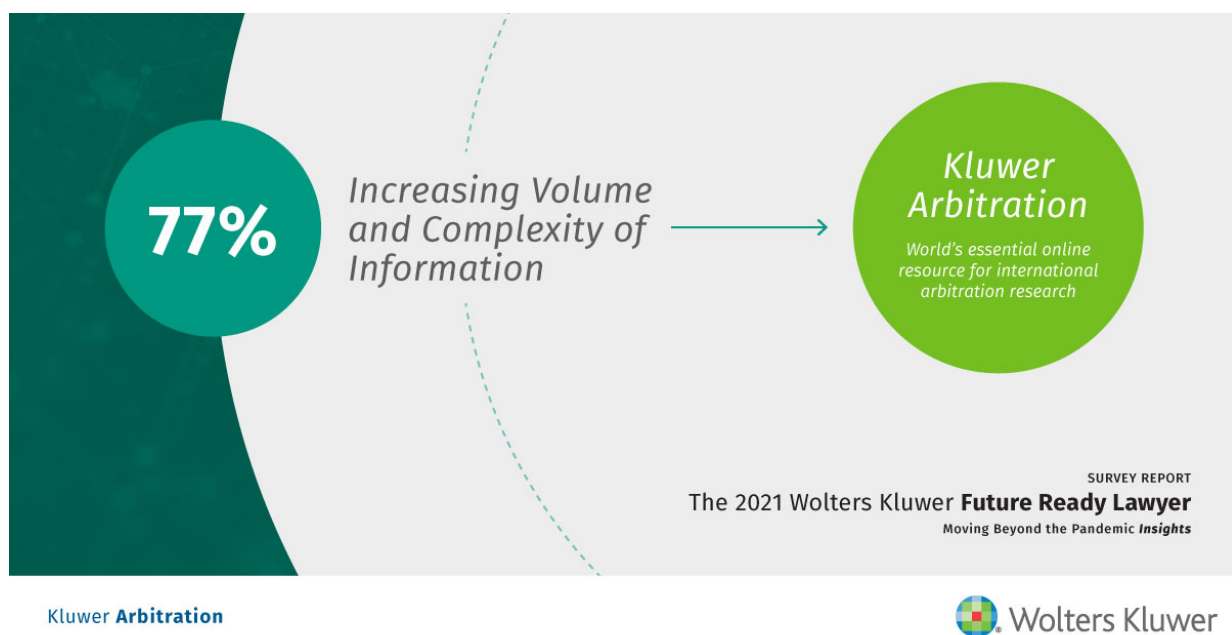 77%
Increasing Volume
and Complexity of
Information
Kluwer
Arbitration
World's essential online
resource for international
arbitration research
SURVEY REPORT
The 2021 Wolters Kluwer Future Ready Lawyer
Moving Beyond the Pandemic Insights
Kluwer Arbitration
Wolters Kluwer